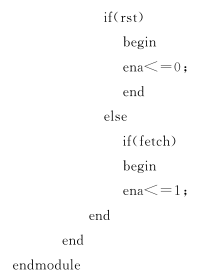 if(rst)
begin
ena<=0;
end
else
if(fetch)
begin
ena<=1;
end
end
endmodule